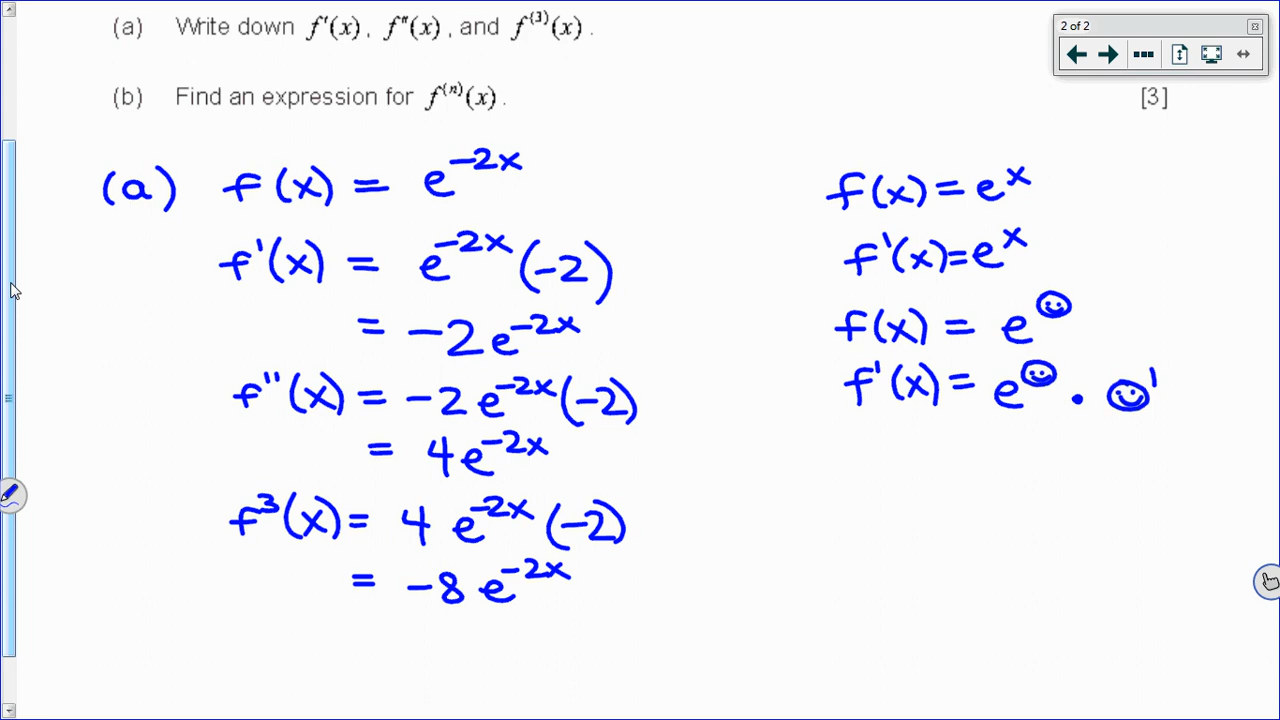 (a) Write down f'(x), f"(x), and f⁽³⁾(x).
2 of 2
(b) Find an expression for f⁽ⁿ⁾(x). [3]
(a) f(x) = e^{-2x}
f'(x) = e^{-2x}(-2)
= -2e^{-2x}
f"(x) = -2e^{-2x}(-2)
= 4e^{-2x}
f³(x) = 4e^{-2x}(-2)
= -8e^{-2x}
f(x) = e^x
f'(x) = e^x
f(x) = e^☺
f'(x) = e^☺ · ☺'